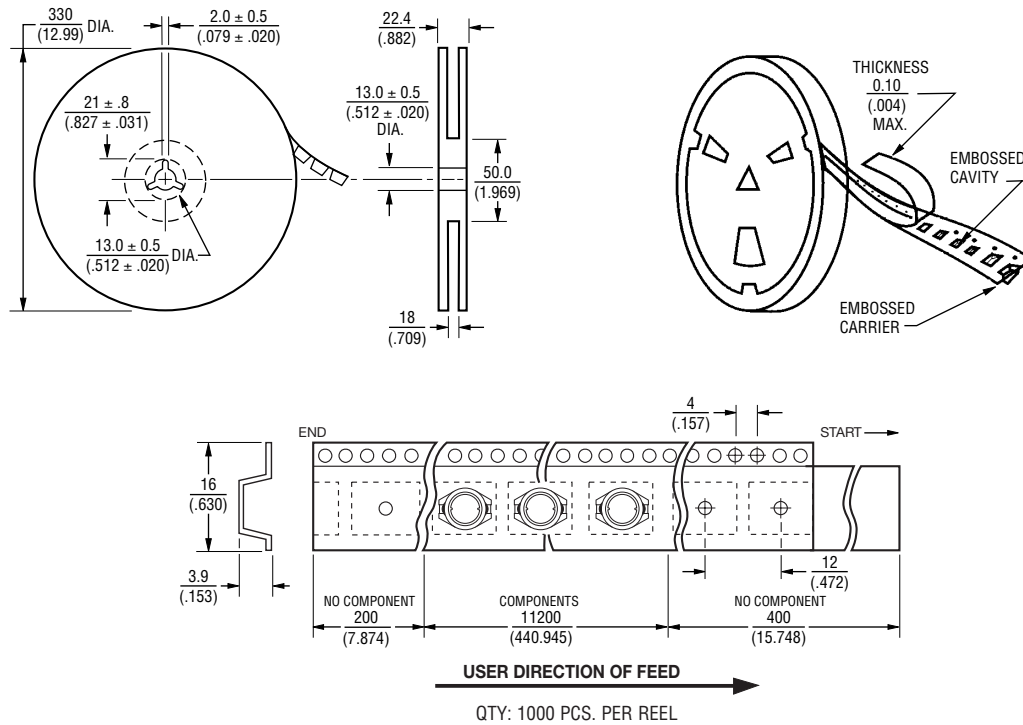 330
(12.99)
DIA.
2.0 ± 0.5
(.079 ± .020)
21 ± .8
(.827 ± .031)
13.0 ± 0.5
(.512 ± .020)
DIA.
22.4
(.882)
13.0 ± 0.5
(.512 ± .020)
DIA.
50.0
(1.969)
18
(.709)
THICKNESS
0.10
(.004)
MAX.
EMBOSSED
CAVITY
EMBOSSED
CARRIER
4
(.157)
END
START
16
(.630)
3.9
(.153)
12
(.472)
NO COMPONENT
200
(7.874)
COMPONENTS
11200
(440.945)
NO COMPONENT
400
(15.748)
USER DIRECTION OF FEED
QTY: 1000 PCS. PER REEL